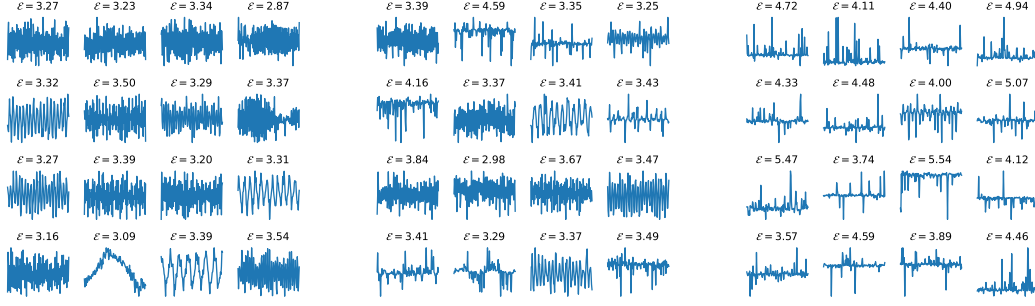 ℰ = 3.27 ℰ = 3.23 ℰ = 3.34 ℰ = 2.87 ℰ = 3.39 ℰ = 4.59 ℰ = 3.35 ℰ = 3.25 ℰ = 4.72 ℰ = 4.11 ℰ = 4.40 ℰ = 4.94
ℰ = 3.32 ℰ = 3.50 ℰ = 3.29 ℰ = 3.37 ℰ = 4.16 ℰ = 3.37 ℰ = 3.41 ℰ = 3.43 ℰ = 4.33 ℰ = 4.48 ℰ = 4.00 ℰ = 5.07
ℰ = 3.27 ℰ = 3.39 ℰ = 3.20 ℰ = 3.31 ℰ = 3.84 ℰ = 2.98 ℰ = 3.67 ℰ = 3.47 ℰ = 5.47 ℰ = 3.74 ℰ = 5.54 ℰ = 4.12
ℰ = 3.16 ℰ = 3.09 ℰ = 3.39 ℰ = 3.54 ℰ = 3.41 ℰ = 3.29 ℰ = 3.37 ℰ = 3.49 ℰ = 3.57 ℰ = 4.59 ℰ = 3.89 ℰ = 4.46